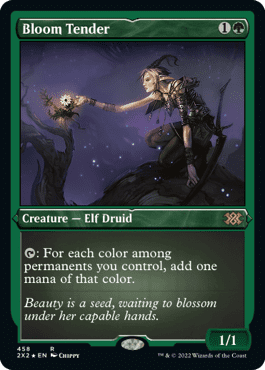 Bloom Tender 1
Creature — Elf Druid
: For each color among
permanents you control, add one
mana of that color.
Beauty is a seed, waiting to blossom
under her capable hands.
1/1
458 R
2X2 ★ EN CHIPPY
™ & © 2022 Wizards of the Coast